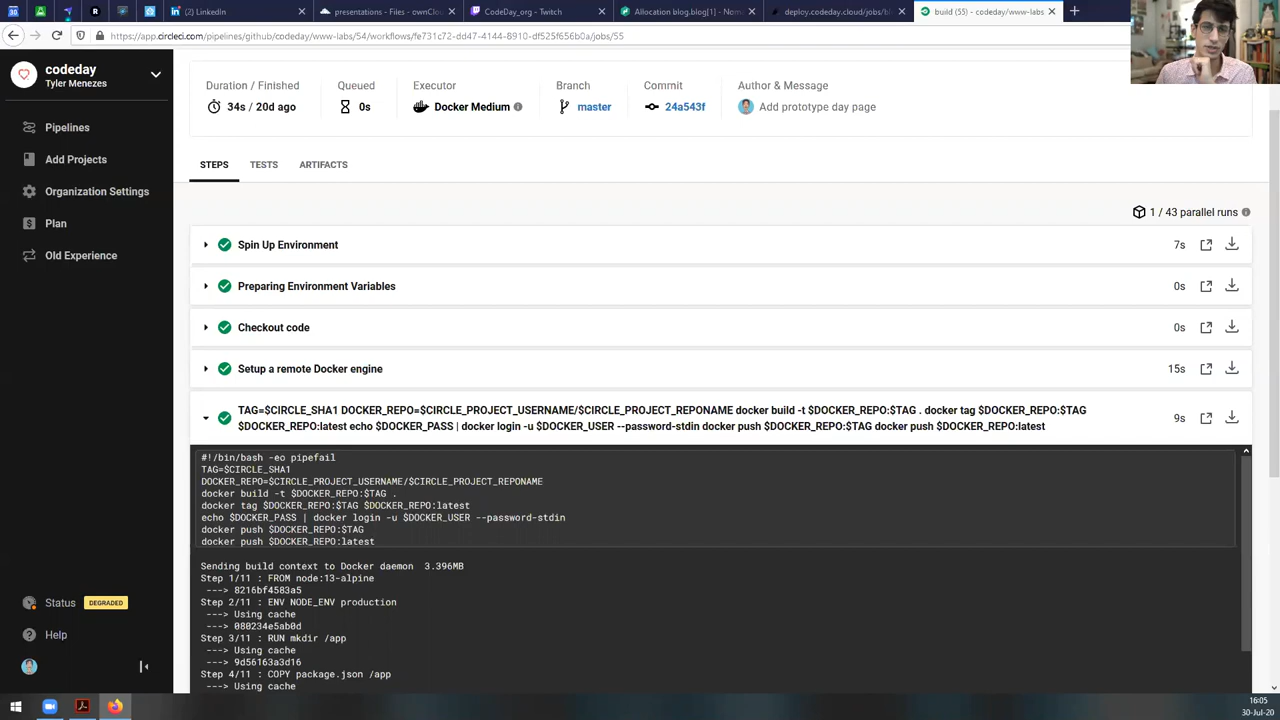 (2) LinkedIn
presentations - Files - ownClou
CodeDay_org - Twitch
Allocation blog.blog[1] - Noma
deploy.codeday.cloud/jobs/bl
build (55) - codeday/www-labs
https://app.circleci.com/pipelines/github/codeday/www-labs/54/workflows/fe731c72-dd47-4144-8910-df525f656b0a/jobs/55
codeday
Tyler Menezes
Pipelines
Add Projects
Organization Settings
Plan
Old Experience
Status DEGRADED
Help
Duration / Finished
34s / 20d ago
Queued
0s
Executor
Docker Medium
Branch
master
Commit
24a543f
Author & Message
Add prototype day page
STEPS TESTS ARTIFACTS
1 / 43 parallel runs
Spin Up Environment 7s
Preparing Environment Variables 0s
Checkout code 0s
Setup a remote Docker engine 15s
TAG=$CIRCLE_SHA1 DOCKER_REPO=$CIRCLE_PROJECT_USERNAME/$CIRCLE_PROJECT_REPONAME docker build -t $DOCKER_REPO:$TAG . docker tag $DOCKER_REPO:$TAG
$DOCKER_REPO:latest echo $DOCKER_PASS | docker login -u $DOCKER_USER --password-stdin docker push $DOCKER_REPO:$TAG docker push $DOCKER_REPO:latest
9s
#!/bin/bash -eo pipefail
TAG=$CIRCLE_SHA1
DOCKER_REPO=$CIRCLE_PROJECT_USERNAME/$CIRCLE_PROJECT_REPONAME
docker build -t $DOCKER_REPO:$TAG .
docker tag $DOCKER_REPO:$TAG $DOCKER_REPO:latest
echo $DOCKER_PASS | docker login -u $DOCKER_USER --password-stdin
docker push $DOCKER_REPO:$TAG
docker push $DOCKER_REPO:latest
Sending build context to Docker daemon 3.396MB
Step 1/11 : FROM node:13-alpine
---> 8216bf4583a5
Step 2/11 : ENV NODE_ENV production
---> Using cache
---> 080234e5ab0d
Step 3/11 : RUN mkdir /app
---> Using cache
---> 9d56163a3d16
Step 4/11 : COPY package.json /app
---> Using cache
16:05
30-Jul-20